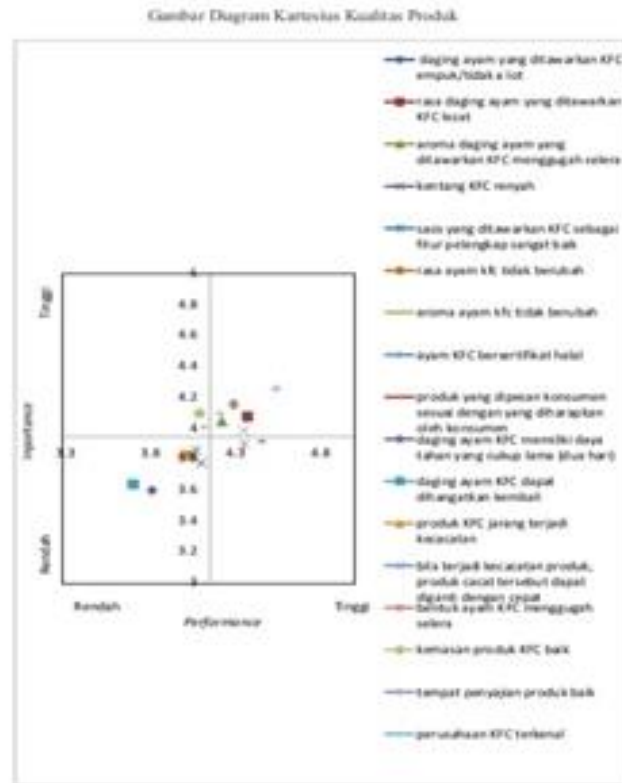 Gambar Diagram Kartesius Kualitas Produk
daging ayam yang ditawarkan KFC
empuk/tidak a lot
rasa daging ayam yang ditawarkan
KFC lezat
aroma daging ayam yang
ditawarkan KFC menggugah selera
kentang KFC renyah
saos yang ditawarkan KFC sebagai
fitur pelengkap sangat baik
rasa ayam kfc tidak berubah
aroma ayam kfc tidak berubah
ayam KFC bersertifikat halal
produk yang dipesan konsumen
sesuai dengan yang diharapkan
oleh konsumen
daging ayam KFC memiliki daya
tahan yang cukup lama (dua hari)
daging ayam KFC dapat
dihangatkan kembali
produk KFC jarang terjadi
kecacatan
bila terjadi kecacatan produk,
produk cacat tersebut dapat
diganti dengan cepat
bentuk ayam KFC menggugah
selera
kemasan produk KFC baik
tempat penyajian produk baik
perusahaan KFC terkenal
Tinggi
Importance
Rendah
5
4.8
4.6
4.4
4.2
4
3.3
3.8
4.3
4.8
3.6
3.4
3.2
3
Rendah
Tinggi
Performance